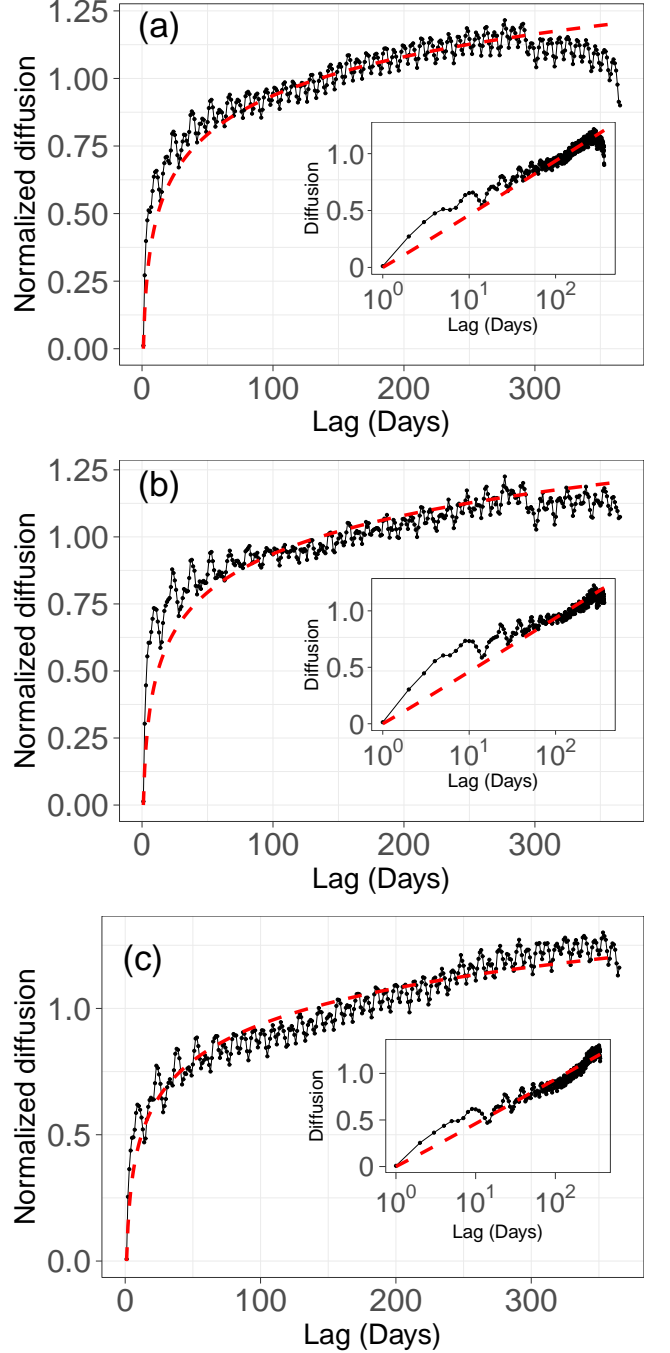 (a)
1.25
1.00
0.75
0.50
0.25
0.00
Normalized diffusion
0 100 200 300
Lag (Days)
Diffusion
1.0
0.5
0
10⁰ 10¹ 10²
Lag (Days)
(b)
1.25
1.00
0.75
0.50
0.25
0.00
Normalized diffusion
0 100 200 300
Lag (Days)
Diffusion
1.0
0.5
0
10⁰ 10¹ 10²
Lag (Days)
(c)
1.0
0.5
0.0
Normalized diffusion
0 100 200 300
Lag (Days)
Diffusion
1.0
0.5
0
10⁰ 10¹ 10²
Lag (Days)